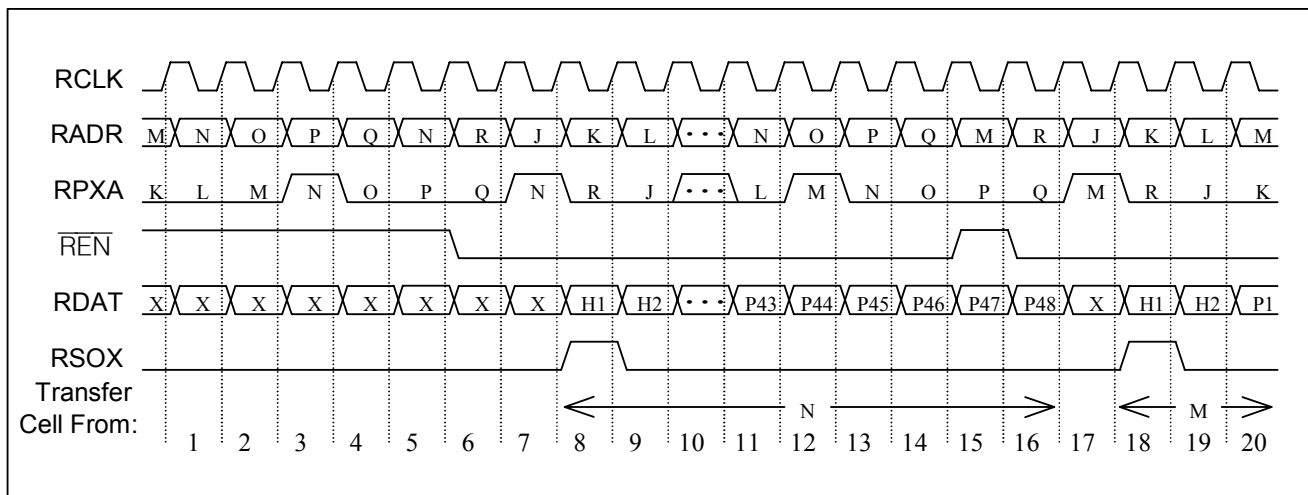 RCLK
RADR M N O P Q N R J K L ... N O P Q M R J K L M
RPXA K L M N O P Q N R J ... L M N O P Q M R J K
REN
RDAT X X X X X X X X H1 H2 ... P43 P44 P45 P46 P47 P48 X H1 H2 P1
RSOX
Transfer
Cell From: N M
1 2 3 4 5 6 7 8 9 10 11 12 13 14 15 16 17 18 19 20